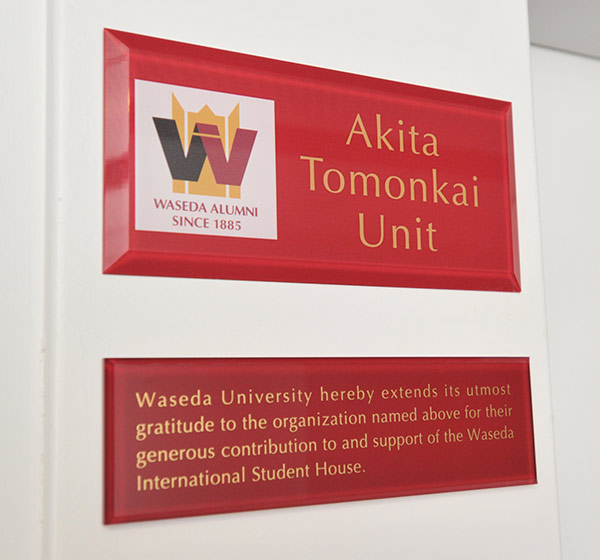 WASEDA ALUMNI
SINCE 1885
Akita
Tomonkai
Unit
Waseda University hereby extends its utmost
gratitude to the organization named above for their
generous contribution to and support of the Waseda
International Student House.